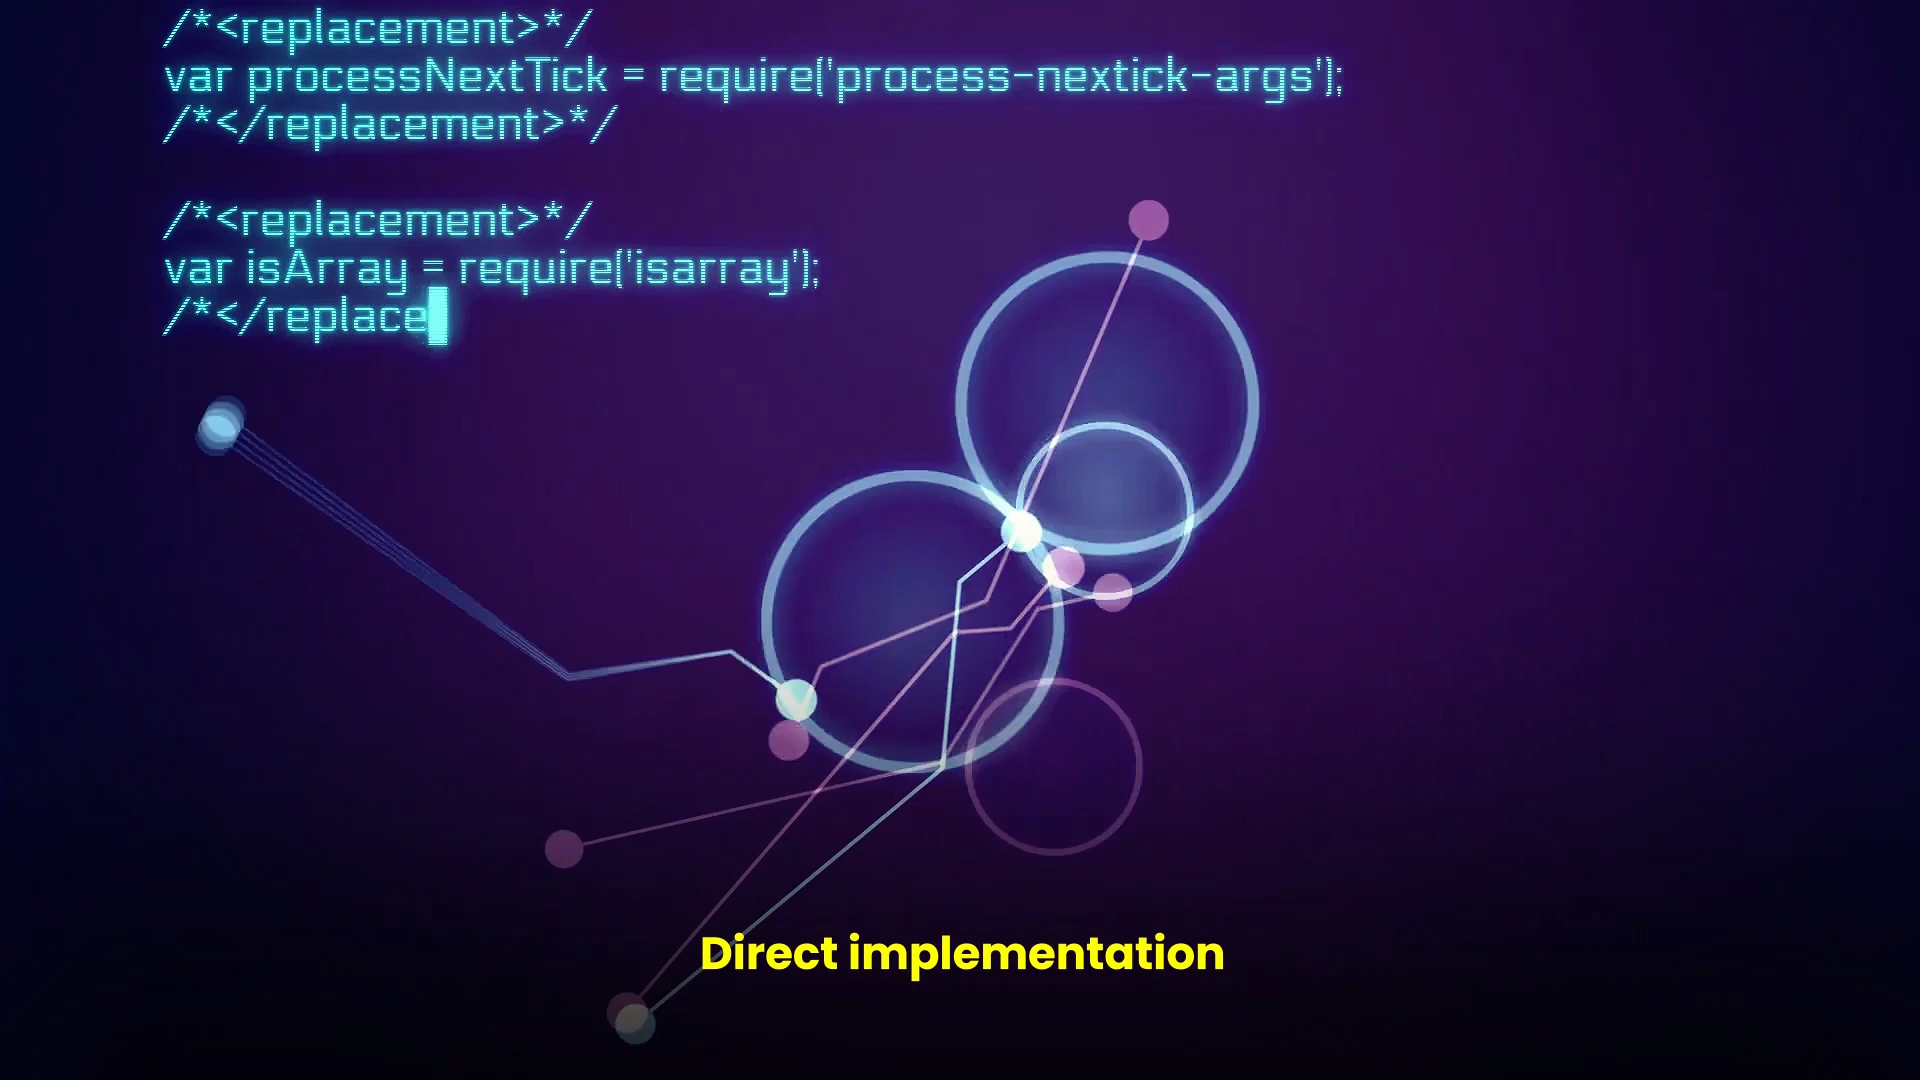 /*<replacement>*/
var processNextTick = require('process-nextick-args');
/*</replacement>*/
/*<replacement>*/
var isArray = require('isarray');
/*</replace
Direct implementation